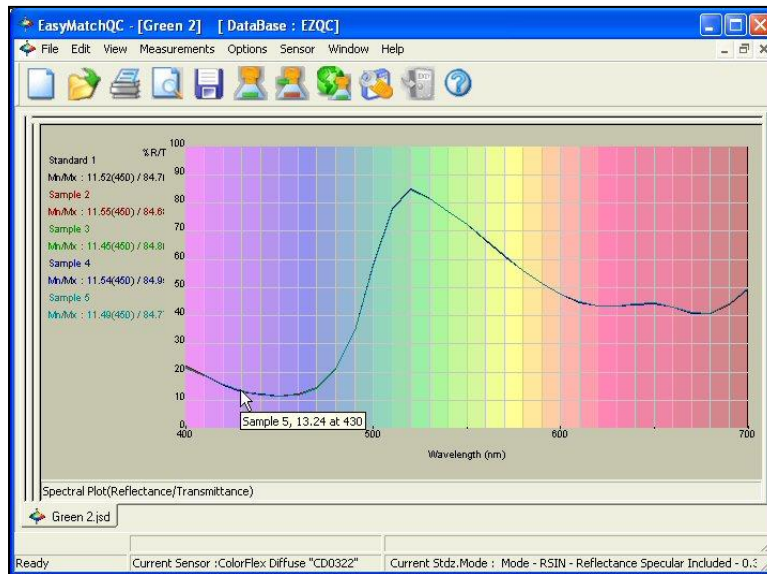 EasyMatchQC - [Green 2] [ DataBase : EZQC]
File Edit View Measurements Options Sensor Window Help
EXIT
% R/T
Standard 1
Mn/Mx : 11.52(450) / 84.7
Sample 2
Mn/Mx : 11.55(450) / 84.6
Sample 3
Mn/Mx : 11.45(450) / 84.8
Sample 4
Mn/Mx : 11.54(450) / 84.9
Sample 5
Mn/Mx : 11.49(450) / 84.7
100
90
80
70
60
50
40
30
20
10
0
400 500 600 700
Sample 5, 13.24 at 430
Wavelength (nm)
Spectral Plot(Reflectance/Transmittance)
Green 2.jsd
Ready Current Sensor :ColorFlex Diffuse "CD0322" Current Stdz.Mode : Mode - RSIN - Reflectance Specular Included - 0.